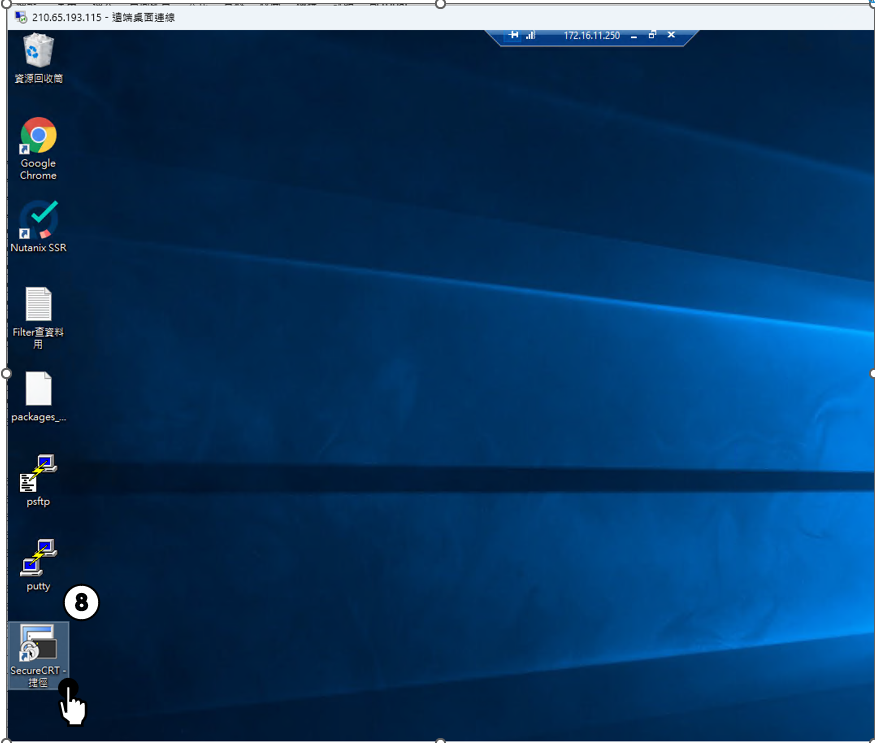 210.65.193.115 - 遠端桌面連線
172.16.11.250
資源回收筒
Google
Chrome
Nutanix SSR
Filter查資料
用
packages_...
psftp
putty
8
SecureCRT -
捷徑